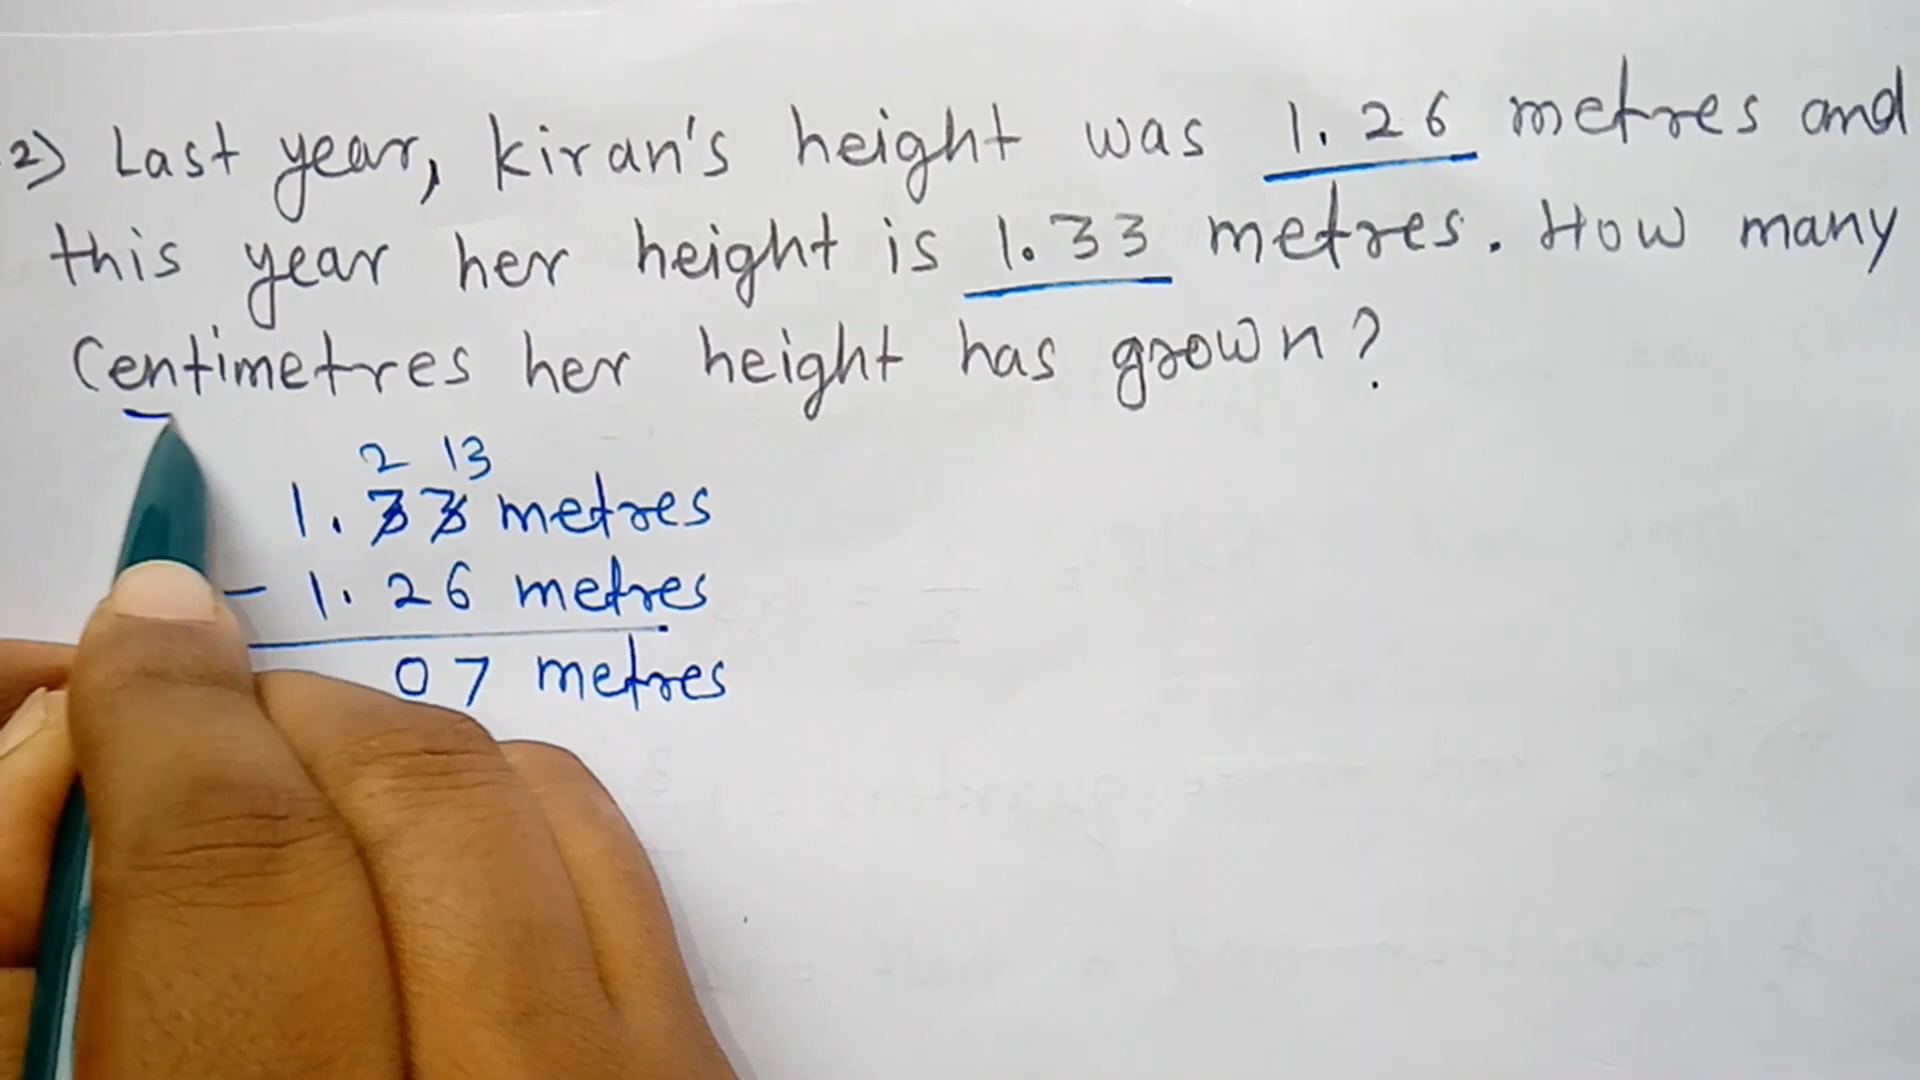 2) Last year, Kiran's height was 1.26 metres and
this year her height is 1.33 metres. How many
Centimetres her height has grown?
2 13
1.33 metres
- 1.26 metres
07 metres